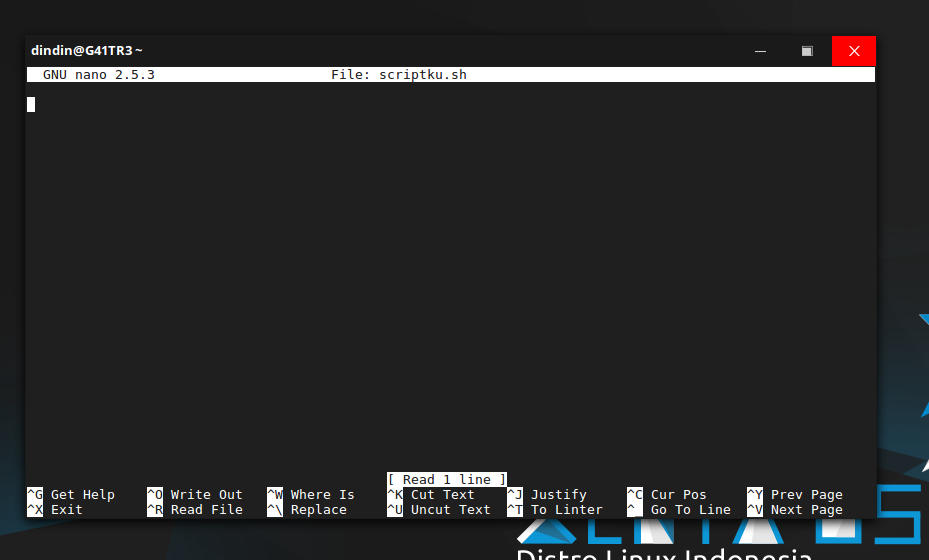 dindin@G41TR3 ~
GNU nano 2.5.3 File: scriptku.sh
[ Read 1 line ]
^G Get Help ^O Write Out ^W Where Is ^K Cut Text ^J Justify ^C Cur Pos ^Y Prev Page
^X Exit ^R Read File ^\ Replace ^U Uncut Text ^T To Linter ^_ Go To Line ^V Next Page
Distro Linux Indonesia